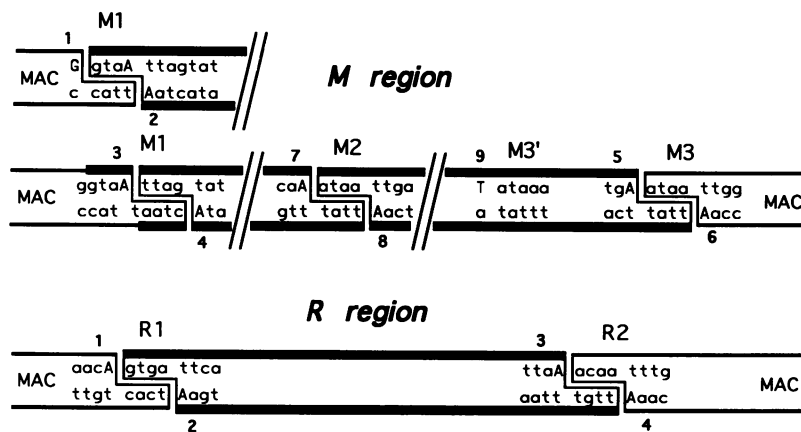 M1
1
G gtaA ttagtat
MAC
c catt Aatcata
2
M region
3 M1 7 M2 9 M3' 5 M3
ggtaA ttag tat caA ataa ttga T ataaa tgA ataa ttgg
MAC MAC
ccat taatc Ata gtt tatt Aact a tattt act tatt Aacc
4 8 6
R region
1 R1 3 R2
aacA gtga ttca ttaA acaa tttg
MAC MAC
ttgt cact Aagt aatt tgtt Aaac
2 4